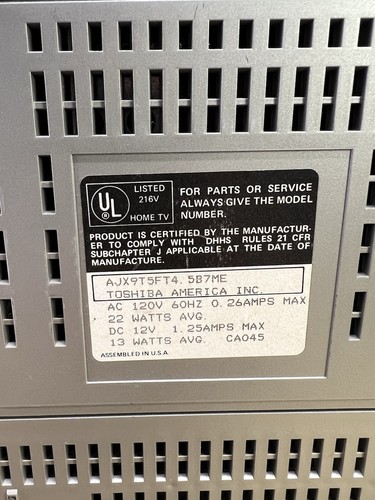 UL
®
LISTED
216V
HOME TV
FOR PARTS OR SERVICE
ALWAYS GIVE THE MODEL
NUMBER.
PRODUCT IS CERTIFIED BY THE MANUFACTUR-
ER TO COMPLY WITH DHHS RULES 21 CFR
SUBCHAPTER J APPLICABLE AT THE DATE OF
MANUFACTURE.
AJX9T5FT4.5B7ME
TOSHIBA AMERICA INC.
AC 120V 60HZ 0.26AMPS MAX
22 WATTS AVG.
DC 12V 1.25AMPS MAX
13 WATTS AVG. CA045
ASSEMBLED IN U.S.A.